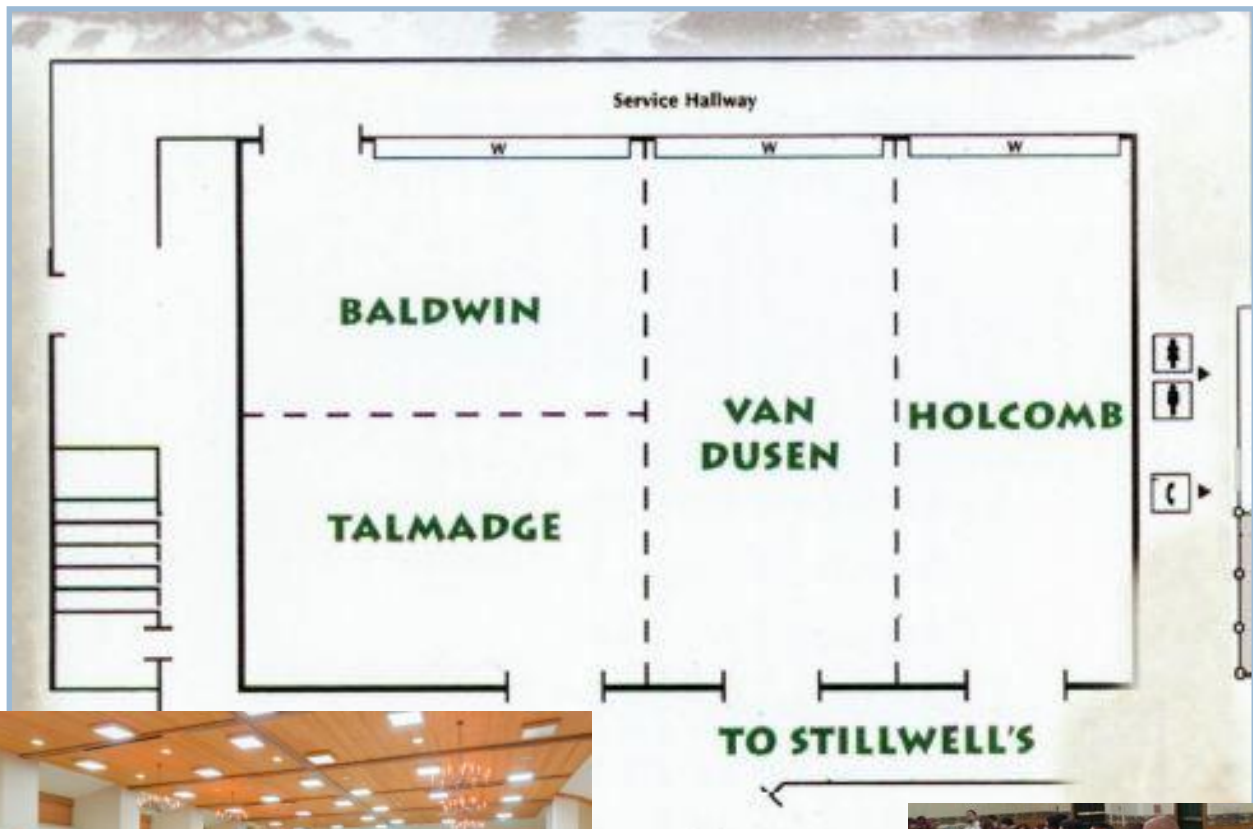 Service Hallway
W W W
BALDWIN
VAN
DUSEN
HOLCOMB
TALMADGE
TO STILLWELL'S